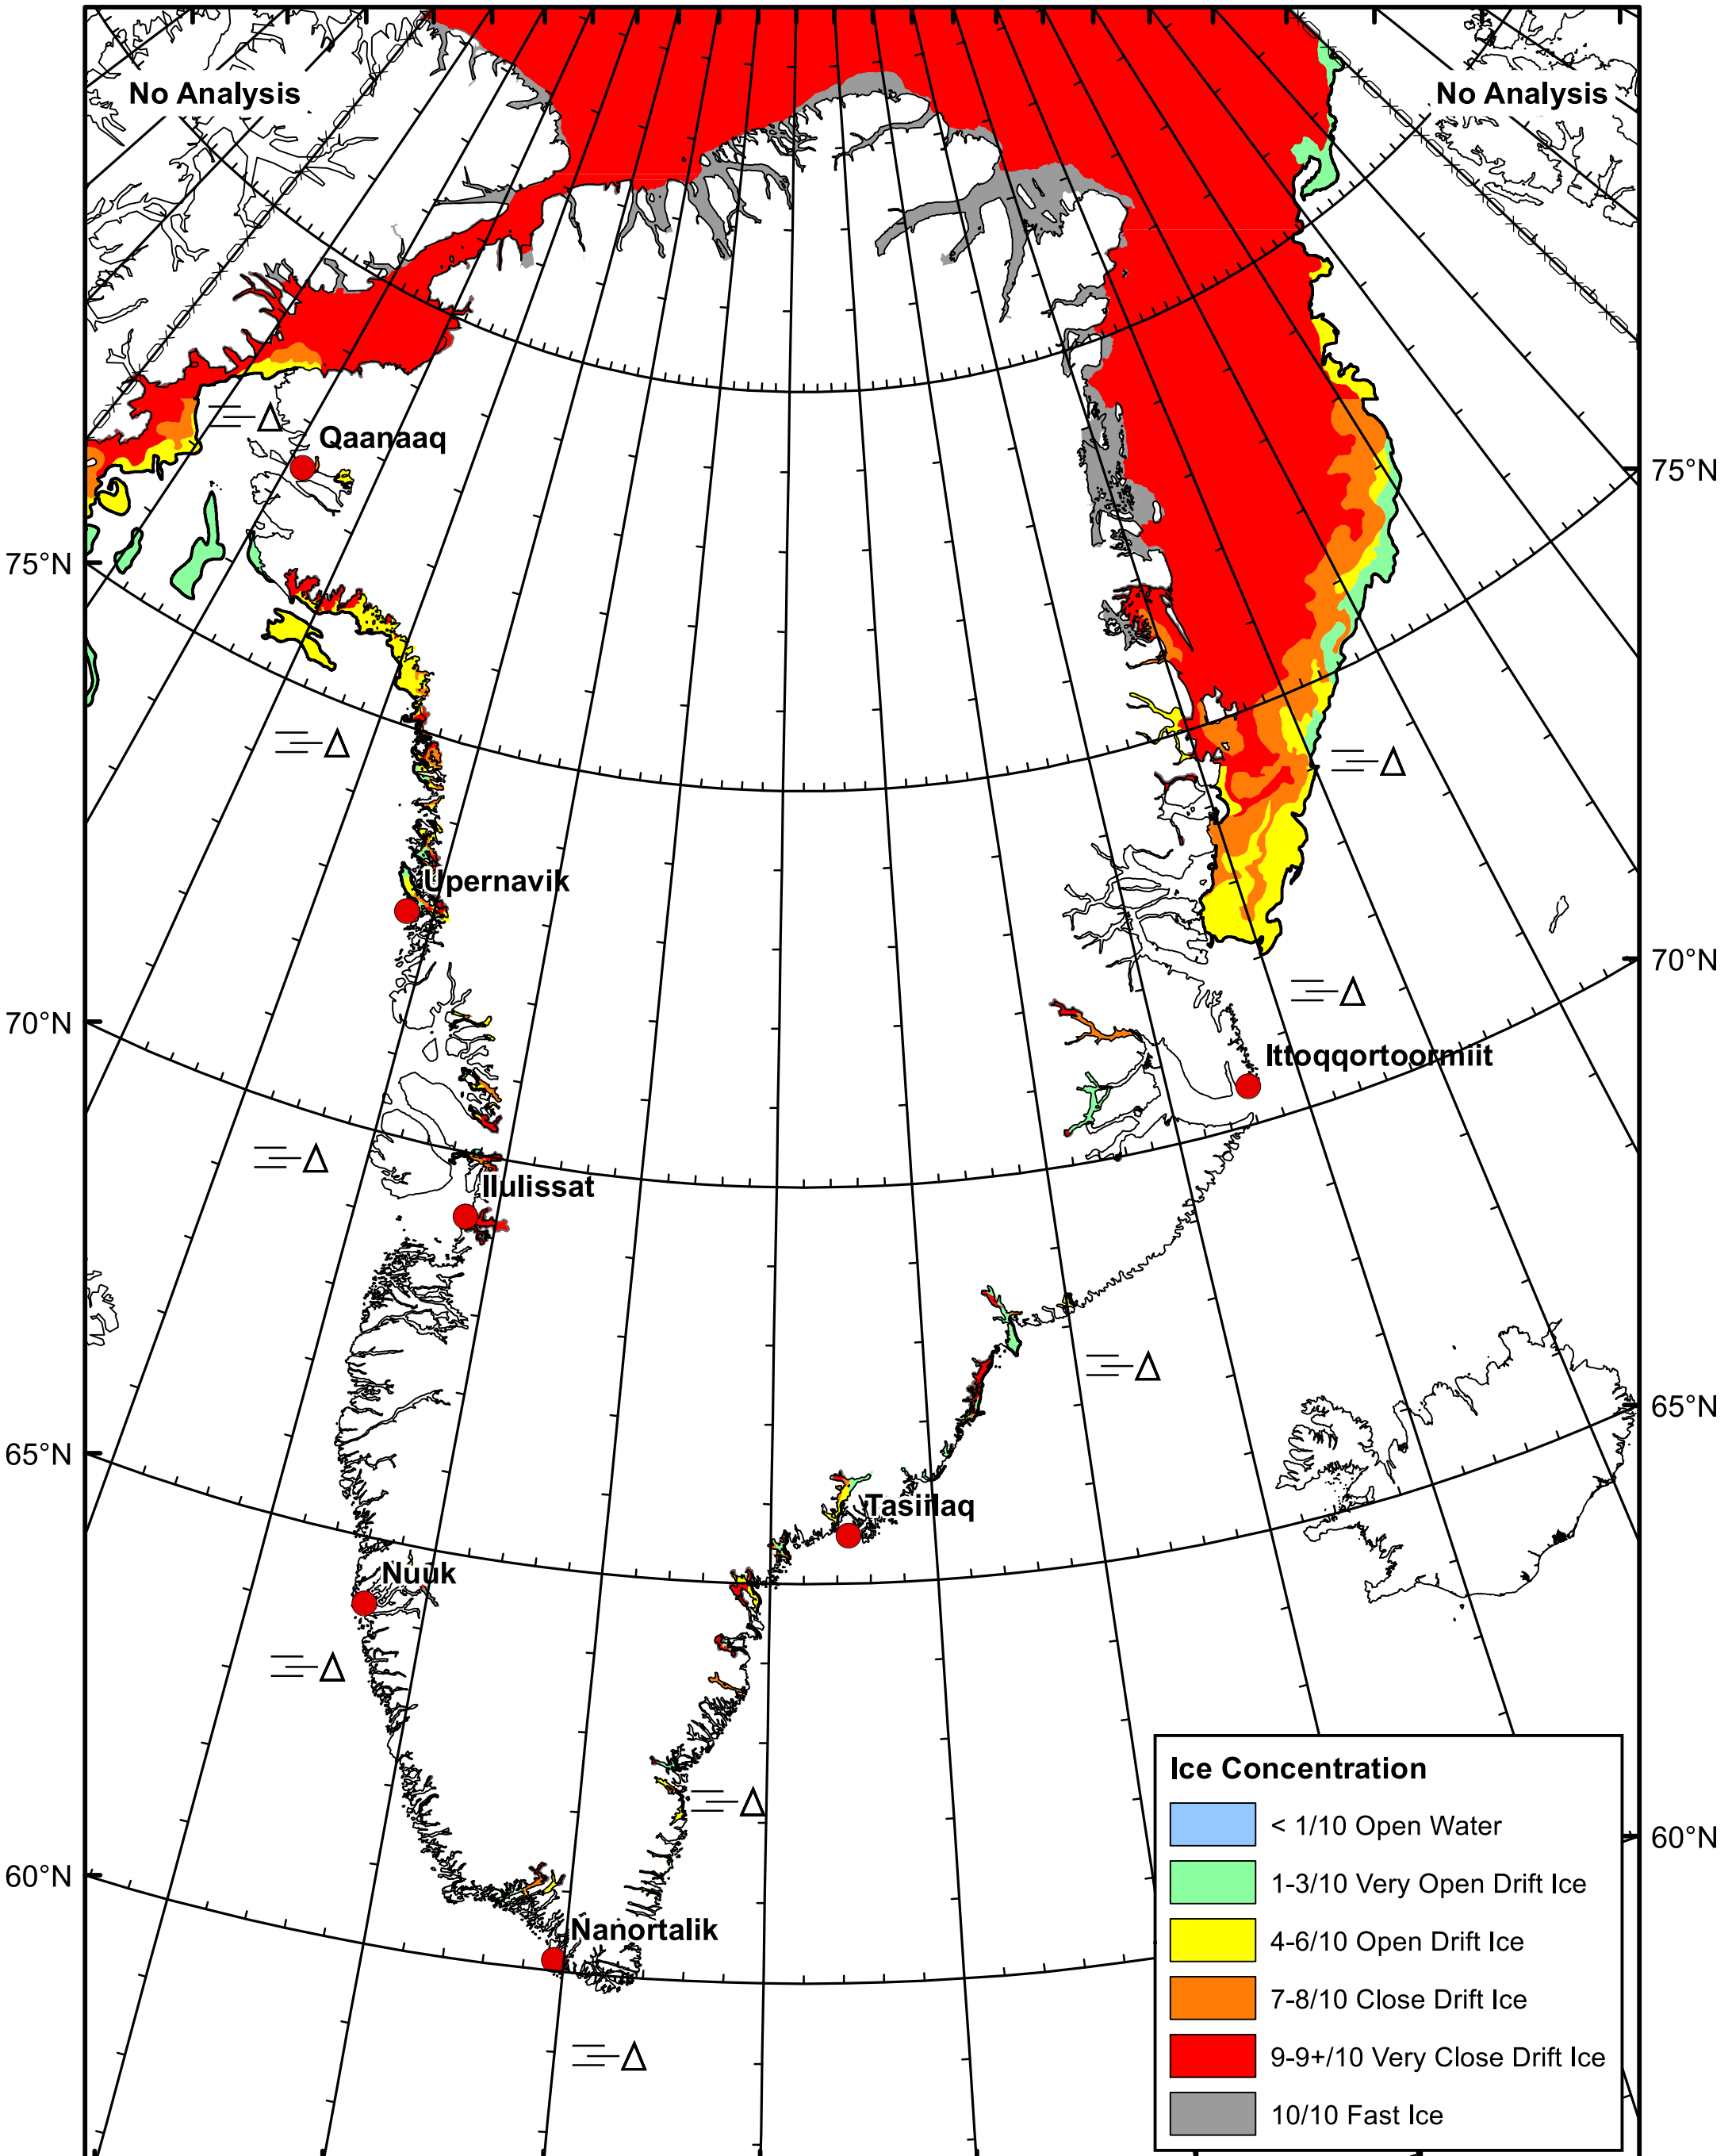 No Analysis
No Analysis
Qaanaaq
75°N
75°N
Upernavik
70°N
70°N
Ittoqqortoormiit
Ilulissat
65°N
65°N
Tasiilaq
Nuuk
60°N
60°N
Nanortalik
Ice Concentration
< 1/10 Open Water
1-3/10 Very Open Drift Ice
4-6/10 Open Drift Ice
7-8/10 Close Drift Ice
9-9+/10 Very Close Drift Ice
10/10 Fast Ice